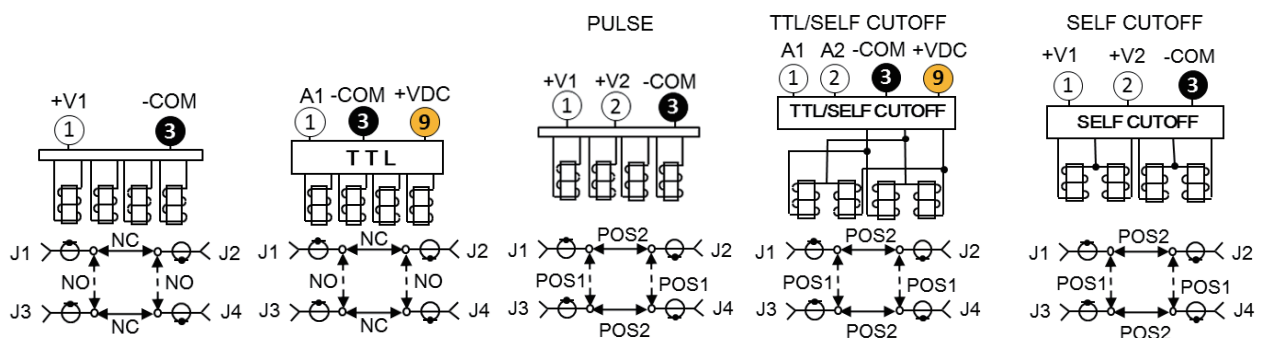 PULSE TTL/SELF CUTOFF SELF CUTOFF
+V1 -COM
1 3
A1 -COM +VDC
1 3 9
TTL
+V1 +V2 -COM
1 2 3
A1 A2 -COM +VDC
1 2 3 9
TTL/SELF CUTOFF
+V1 +V2 -COM
1 2 3
SELF CUTOFF
J1 NC J2
NO NO
J3 NC J4
J1 NC J2
NO NO
J3 NC J4
J1 POS2 J2
POS1 POS1
J3 POS2 J4
J1 POS2 J2
POS1 POS1
J3 POS2 J4
J1 POS2 J2
POS1 POS1
J3 POS2 J4